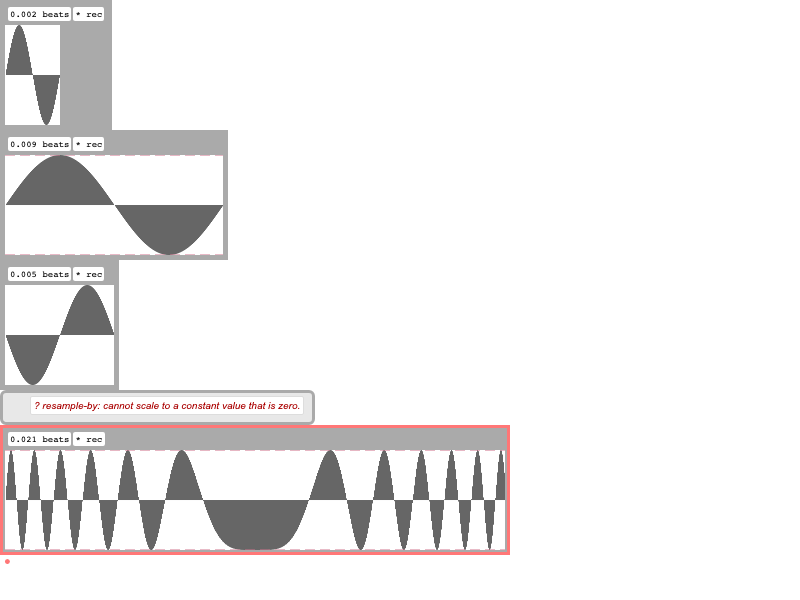 0.002 beats * rec
0.009 beats * rec
0.005 beats * rec
? resample-by: cannot scale to a constant value that is zero.
0.021 beats * rec